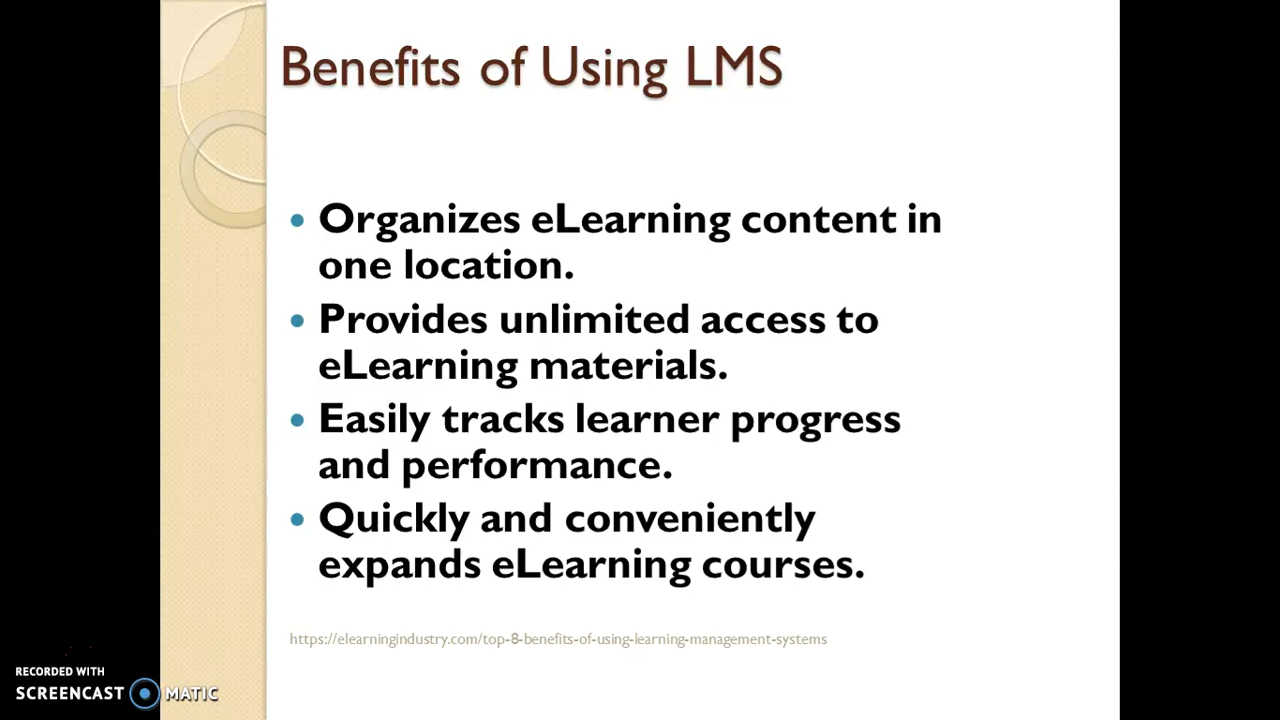 Benefits of Using LMS
• Organizes eLearning content in
one location.
• Provides unlimited access to
eLearning materials.
• Easily tracks learner progress
and performance.
• Quickly and conveniently
expands eLearning courses.
https://elearningindustry.com/top-8-benefits-of-using-learning-management-systems
RECORDED WITH
SCREENCAST MATIC